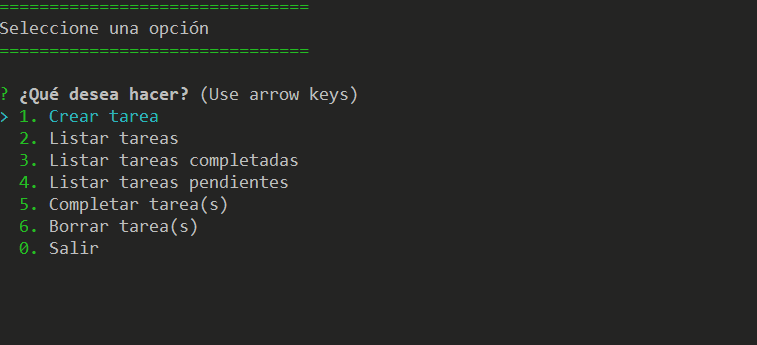 ===============================
Seleccione una opción
===============================
? ¿Qué desea hacer? (Use arrow keys)
> 1. Crear tarea
2. Listar tareas
3. Listar tareas completadas
4. Listar tareas pendientes
5. Completar tarea(s)
6. Borrar tarea(s)
0. Salir